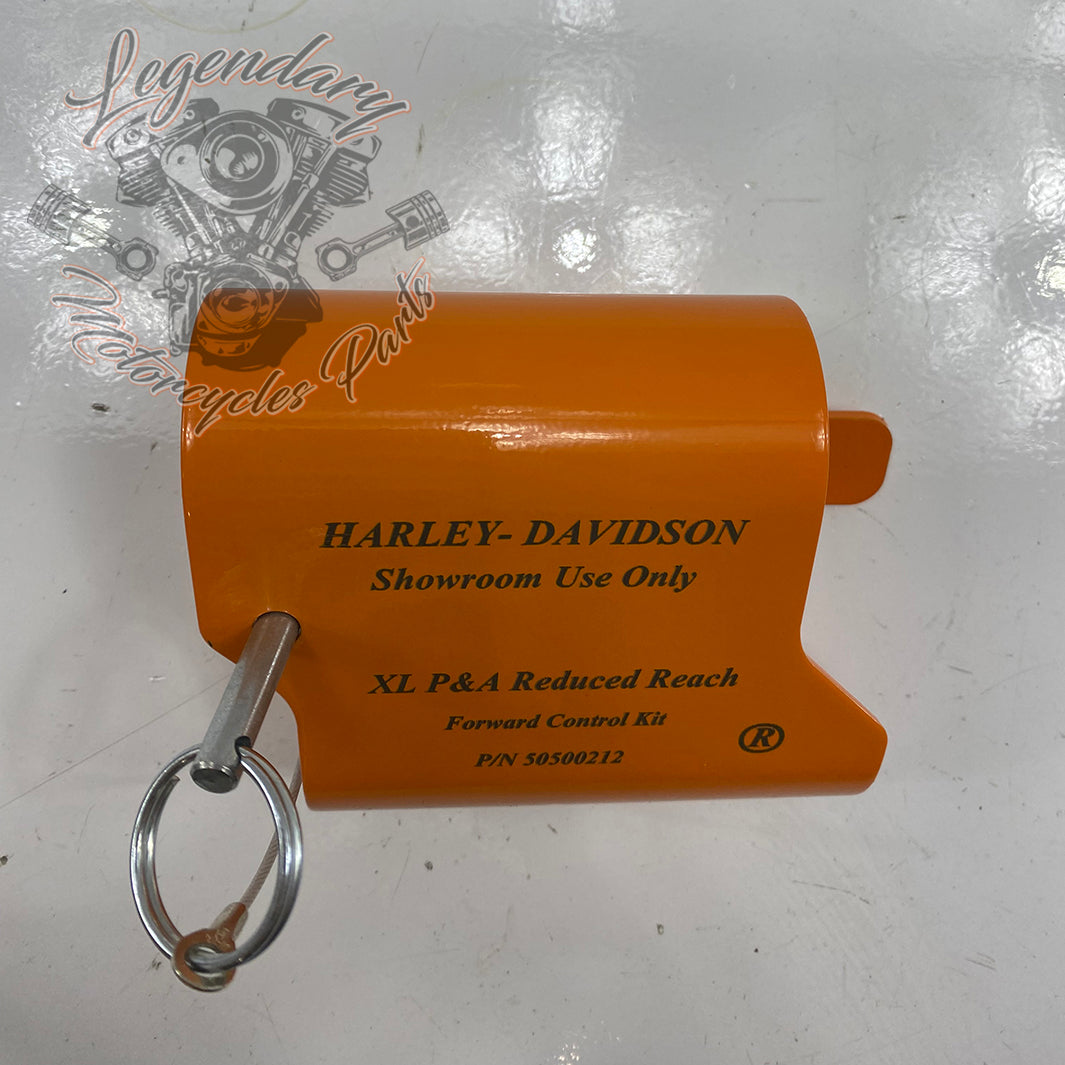 Legendary
Motorcycles Parts
HARLEY- DAVIDSON
Showroom Use Only
XL P&A Reduced Reach
Forward Control Kit
P/N 50500212
®